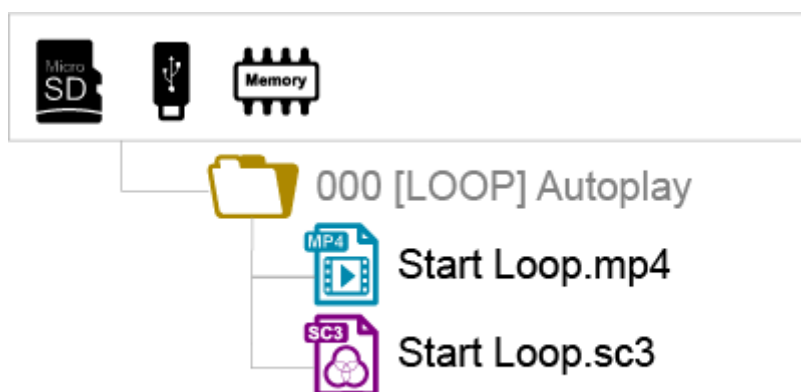 Micro
SD
Memory
000 [LOOP] Autoplay
MP4
Start Loop.mp4
SC3
Start Loop.sc3